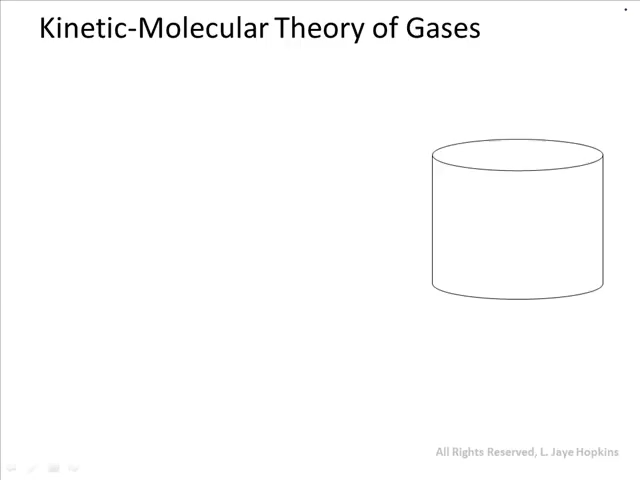 Kinetic-Molecular Theory of Gases
All Rights Reserved, L. Jaye Hopkins